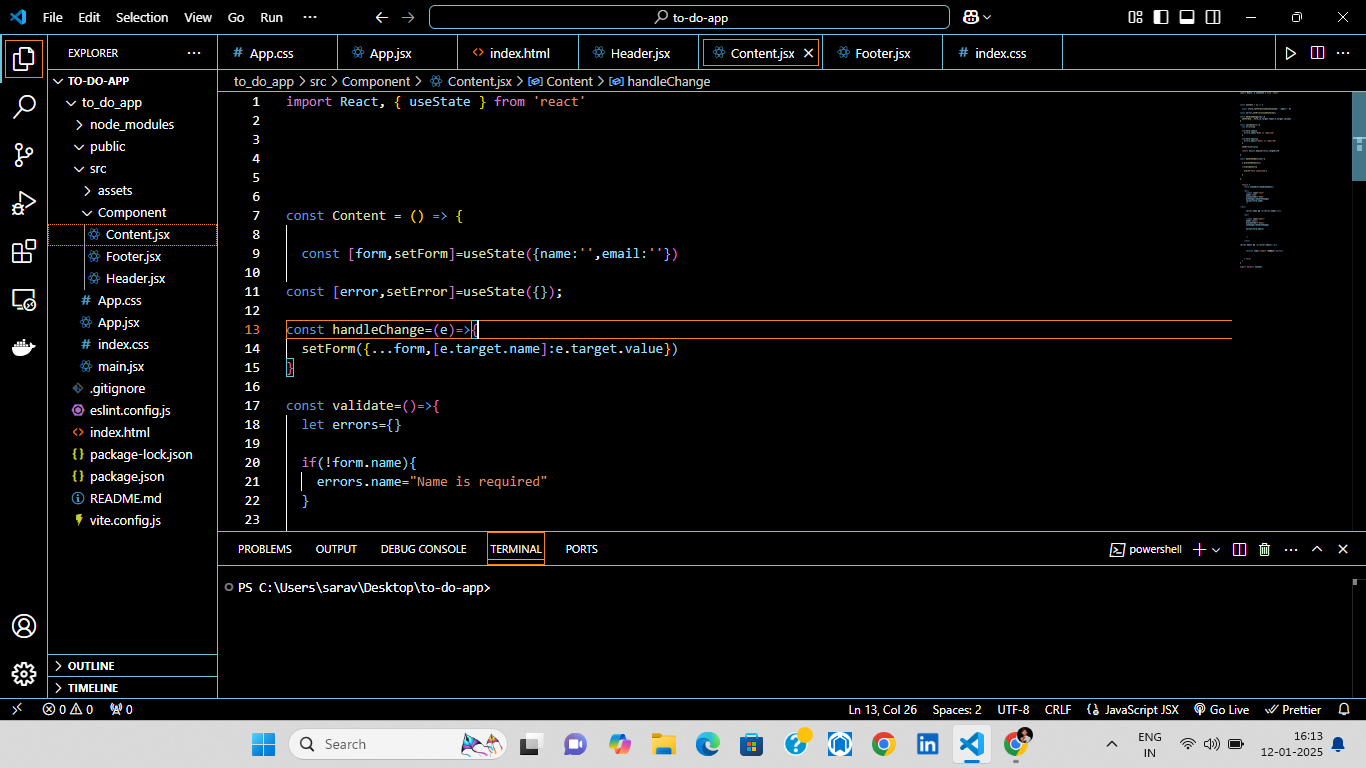 File Edit Selection View Go Run ··· to-do-app
EXPLORER ···
TO-DO-APP
to_do_app
node_modules
public
src
assets
Component
Content.jsx
Footer.jsx
Header.jsx
# App.css
App.jsx
# index.css
main.jsx
.gitignore
eslint.config.js
<> index.html
{} package-lock.json
{} package.json
README.md
vite.config.js
OUTLINE
TIMELINE
# App.css App.jsx <> index.html Header.jsx Content.jsx Footer.jsx # index.css
to_do_app > src > Component > Content.jsx > Content > handleChange
1 import React, { useState } from 'react'
2
3
4
5
6
7 const Content = () => {
8
9 const [form,setForm]=useState({name:'',email:''})
10
11 const [error,setError]=useState({});
12
13 const handleChange=(e)=>{
14 setForm({...form,[e.target.name]:e.target.value})
15 }
16
17 const validate=()=>{
18 let errors={}
19
20 if(!form.name){
21 errors.name="Name is required"
22 }
23
PROBLEMS OUTPUT DEBUG CONSOLE TERMINAL PORTS powershell
PS C:\Users\sarav\Desktop\to-do-app>
0 0 0 Ln 13, Col 26 Spaces: 2 UTF-8 CRLF {} JavaScript JSX Go Live Prettier
Search
ENG
IN
16:13
12-01-2025